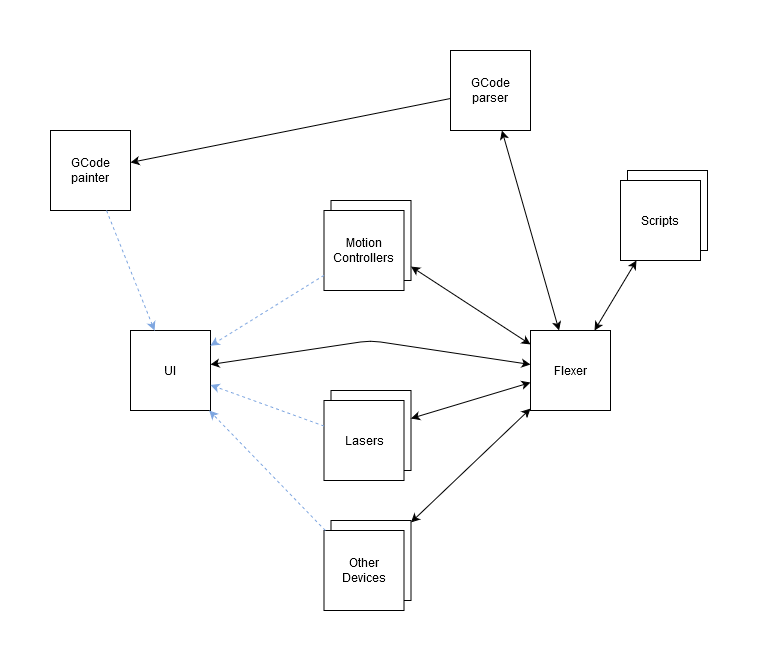 GCode
parser
GCode
painter
Scripts
Motion
Controllers
UI
Flexer
Lasers
Other
Devices